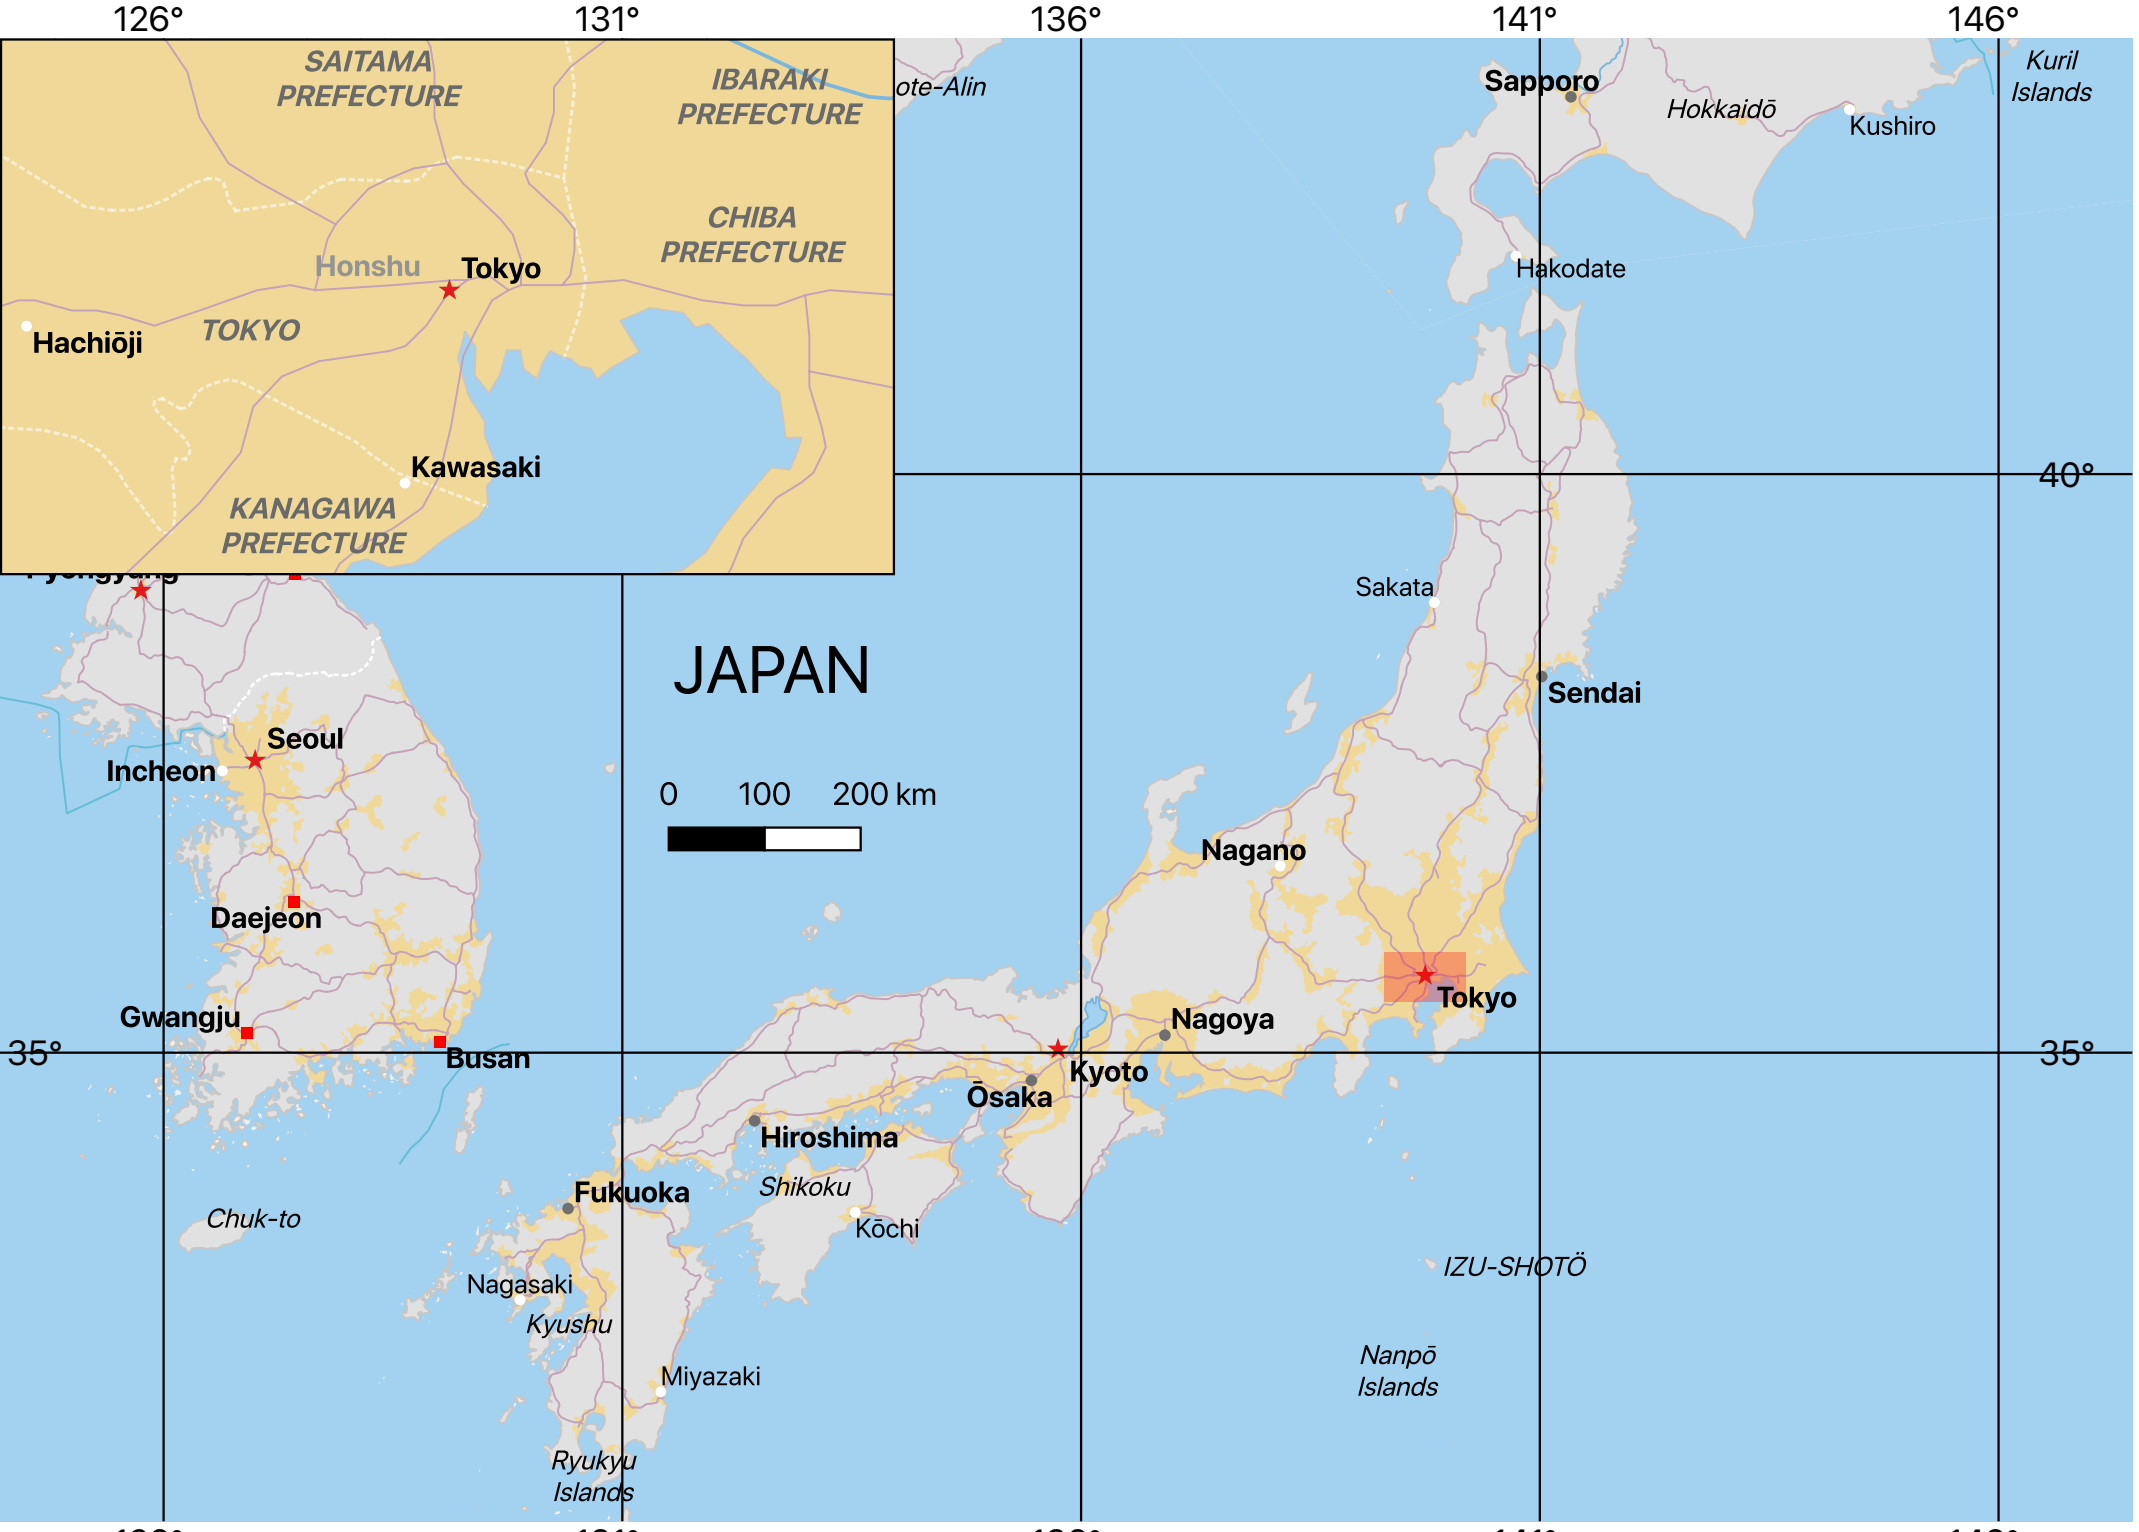 126°
131°
136°
141°
146°
SAITAMA
PREFECTURE
IBARAKI
PREFECTURE
ote-Alin
Sapporo
Hokkaidō
Kushiro
Kuril
Islands
CHIBA
PREFECTURE
Honshu
Tokyo
Hakodate
TOKYO
Hachiōji
Kawasaki
KANAGAWA
PREFECTURE
40°
Pyongyang
Sakata
JAPAN
Sendai
Seoul
Incheon
0
100
200 km
Nagano
Daejeon
Tokyo
Gwangju
Nagoya
35°
35°
Busan
Kyoto
Ōsaka
Hiroshima
Fukuoka
Shikoku
Chuk-to
Kōchi
Nagasaki
IZU-SHOTÖ
Kyushu
Nanpō
Islands
Miyazaki
Ryukyu
Islands
141°